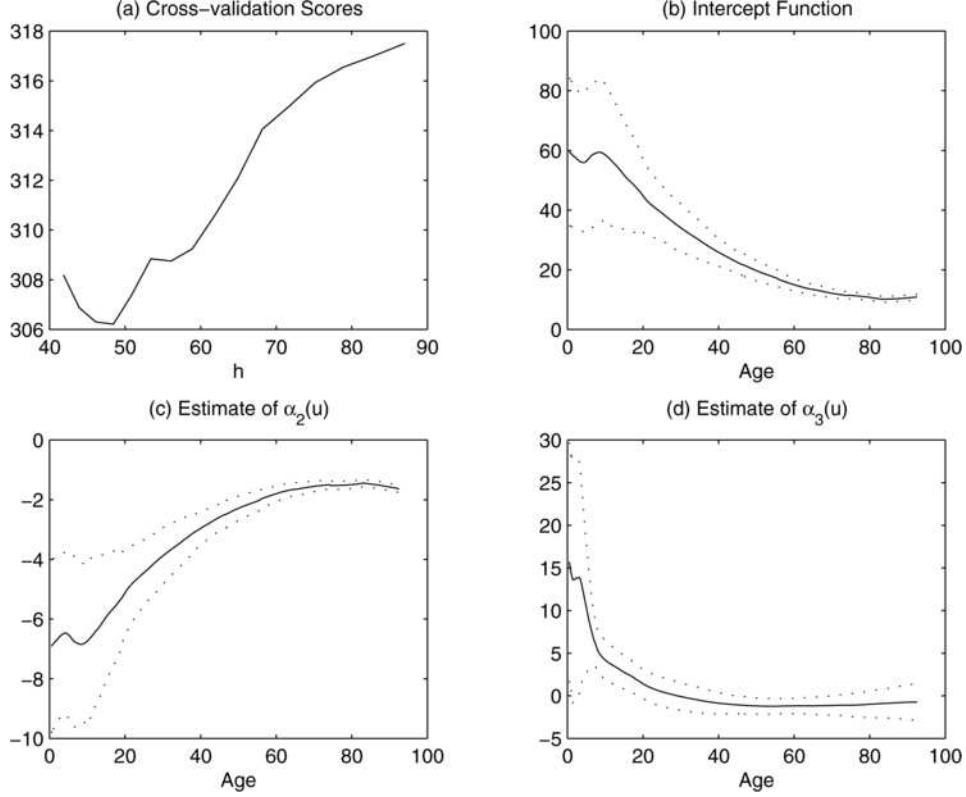 (a) Cross−validation Scores
318
316
314
312
310
308
306
40 50 60 70 80 90
h
(b) Intercept Function
100
80
60
40
20
0
0 20 40 60 80 100
Age
(c) Estimate of α2(u)
0
−2
−4
−6
−8
−10
0 20 40 60 80 100
Age
(d) Estimate of α3(u)
30
25
20
15
10
5
0
−5
0 20 40 60 80 100
Age